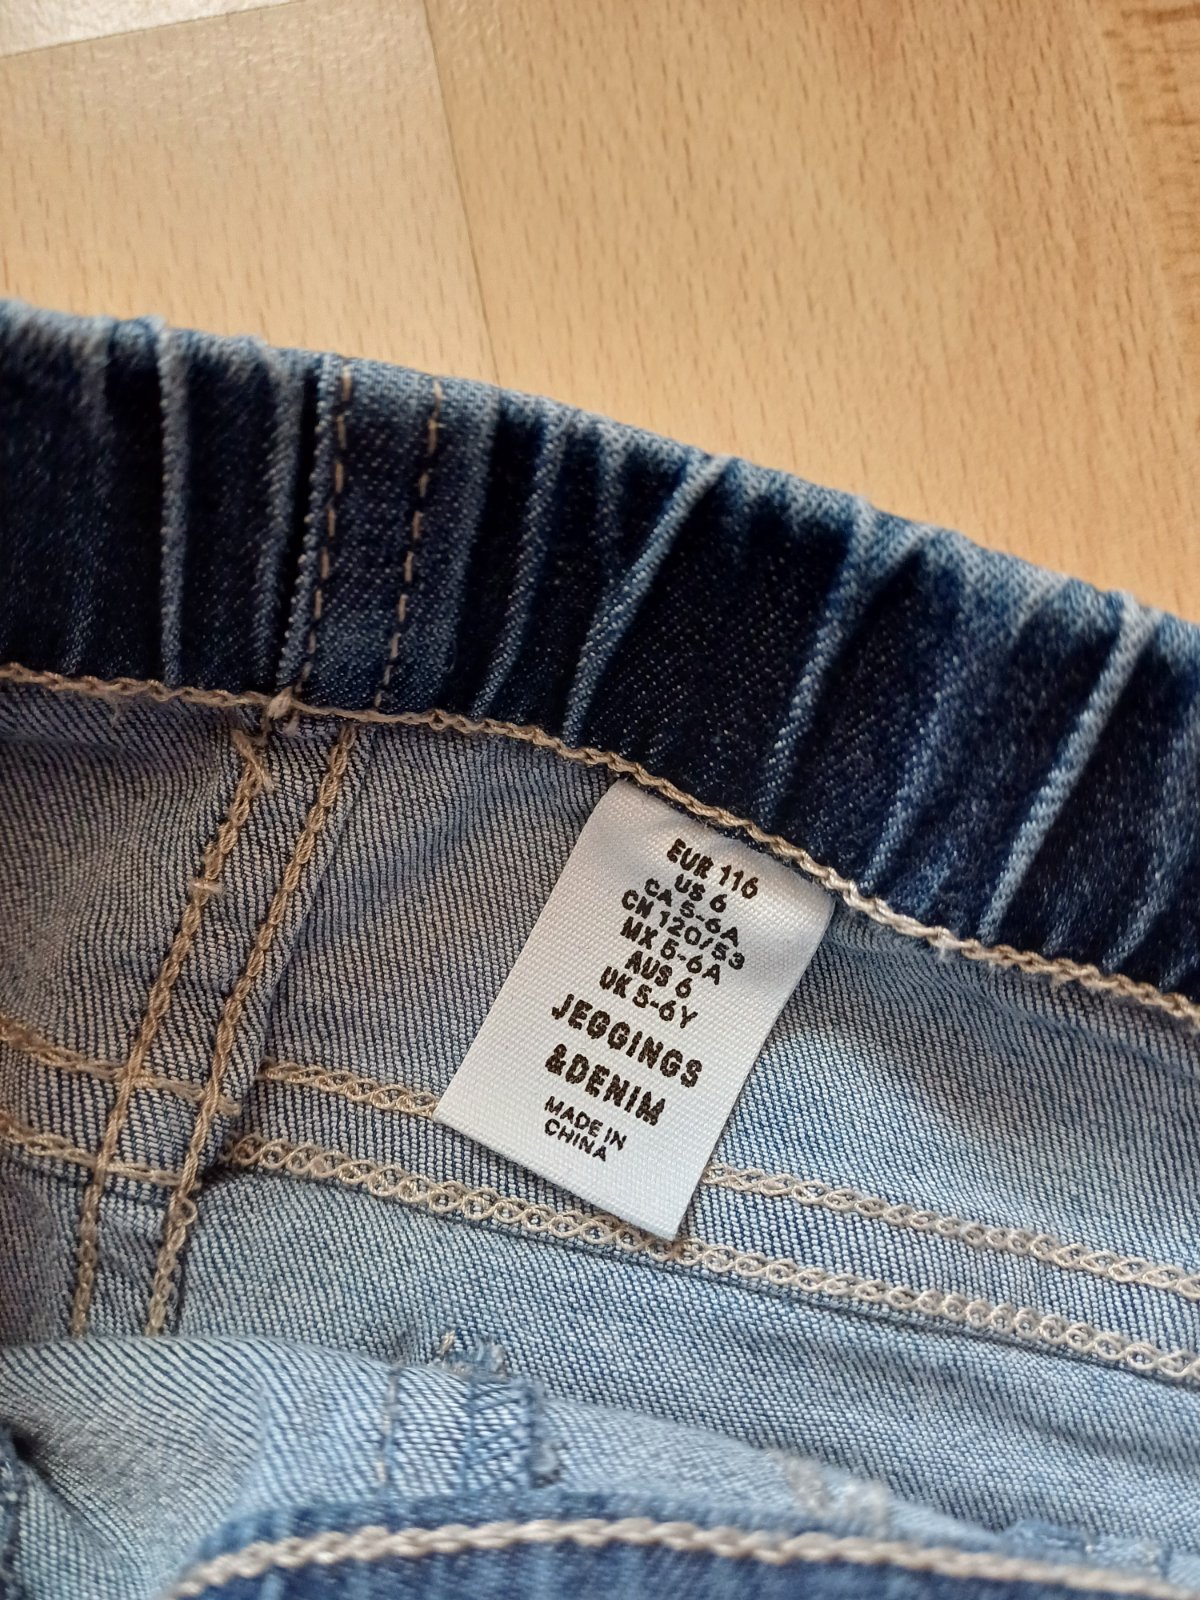 EUR 116
US 6
CA 5-6A
CN 120/53
MX 5-6A
AUS 6
UK 5-6Y
JEGGINGS
&DENIM
MADE IN
CHINA